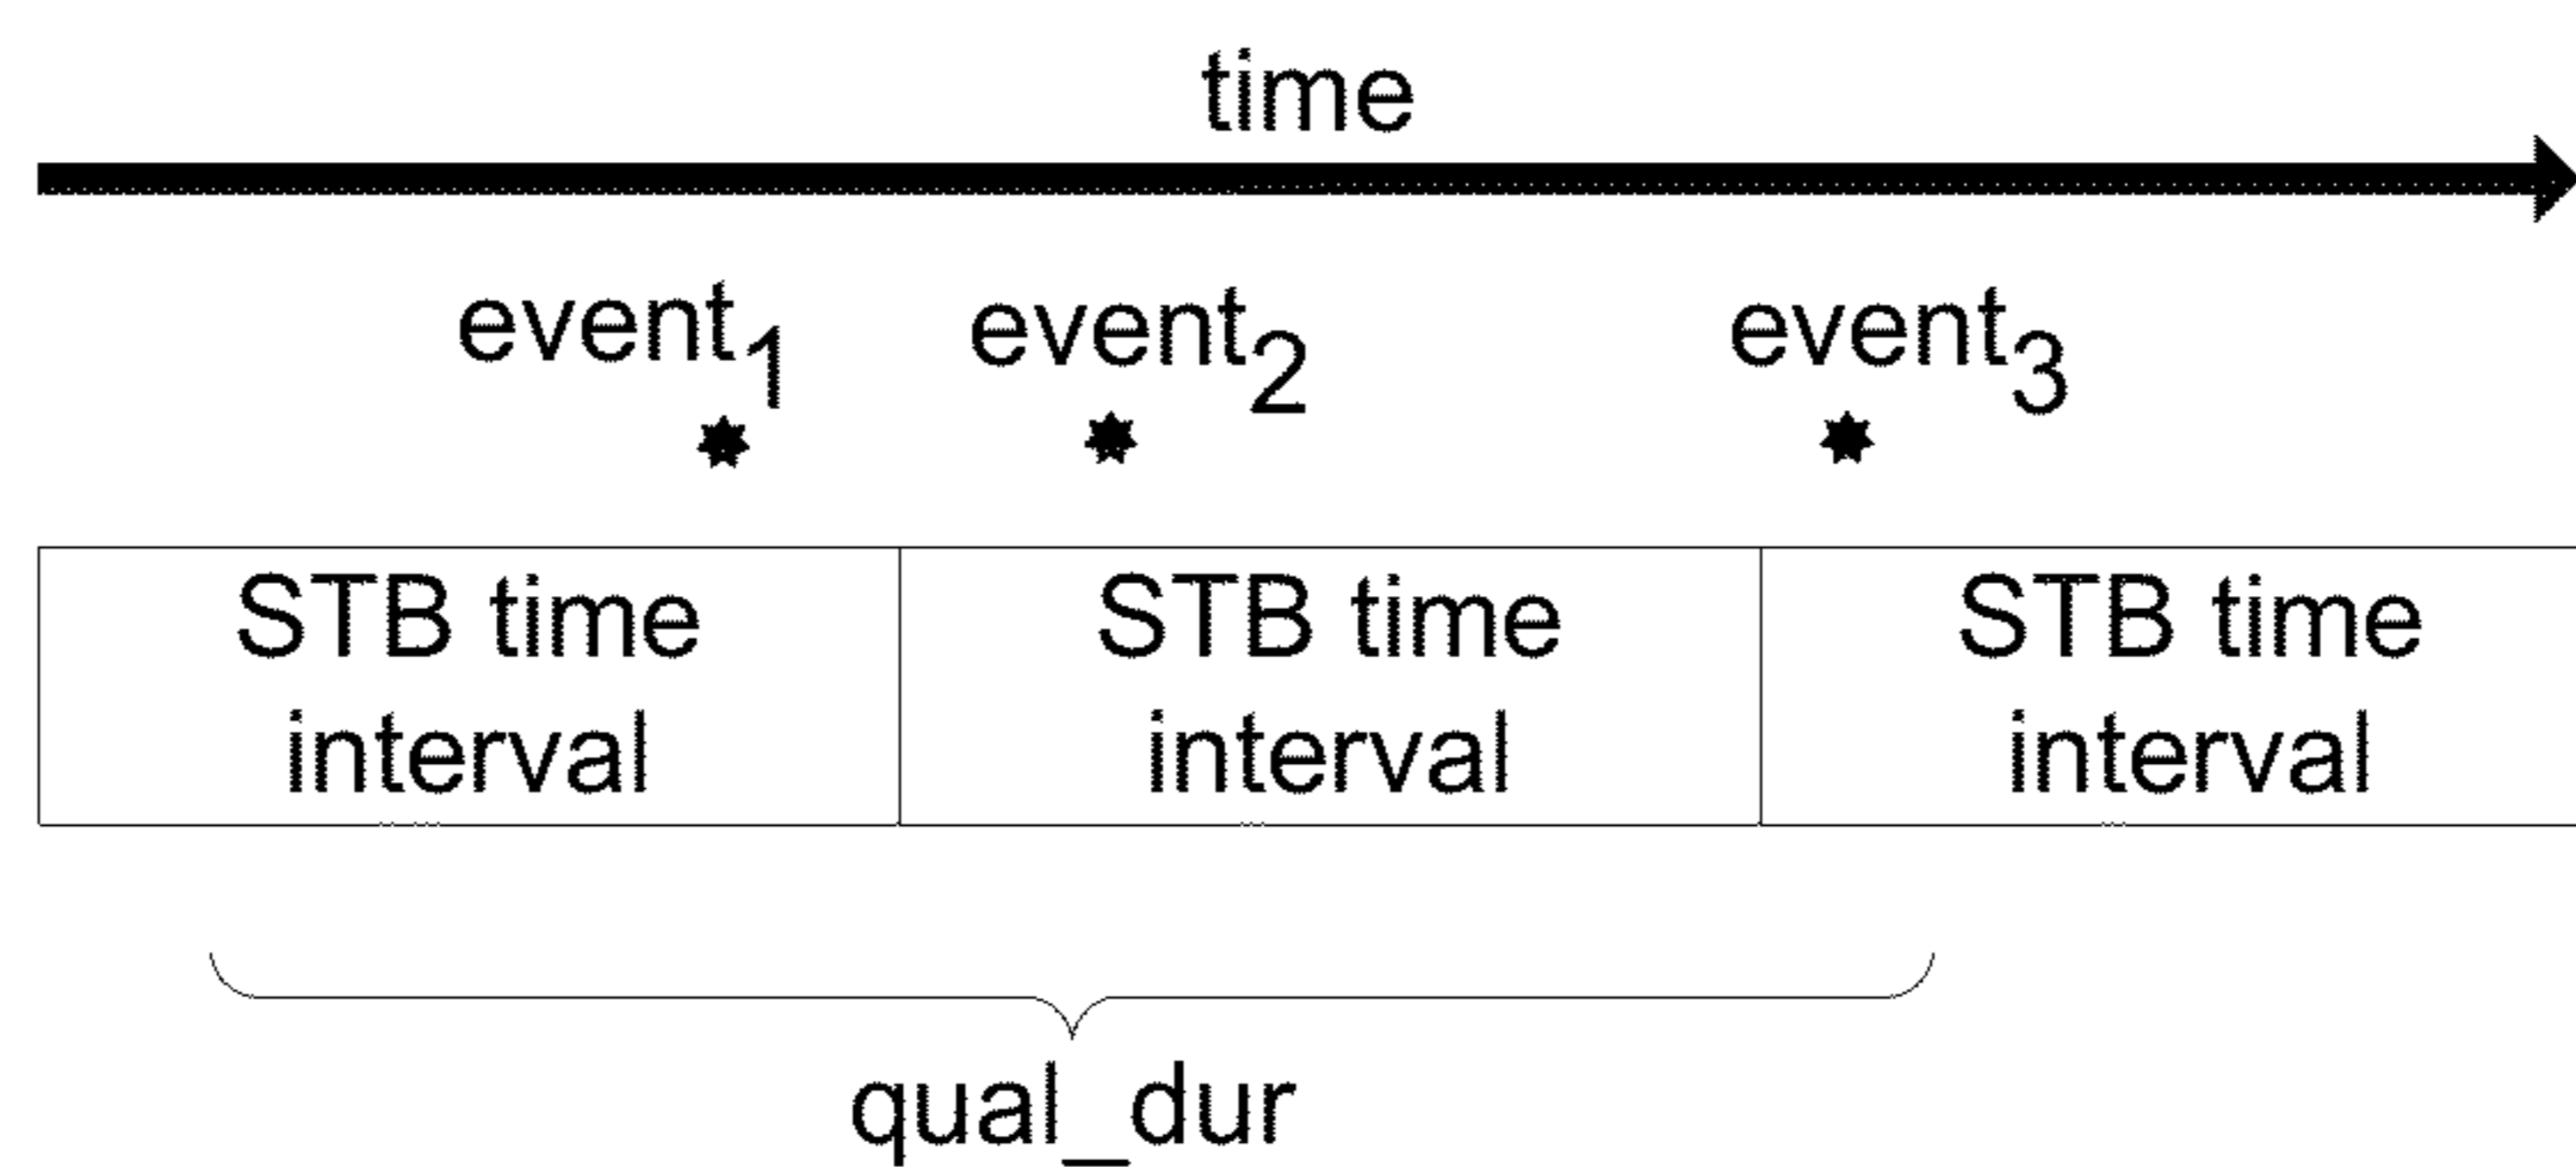 time
event1 event2 event3
STB time STB time STB time
interval interval interval
qual_dur